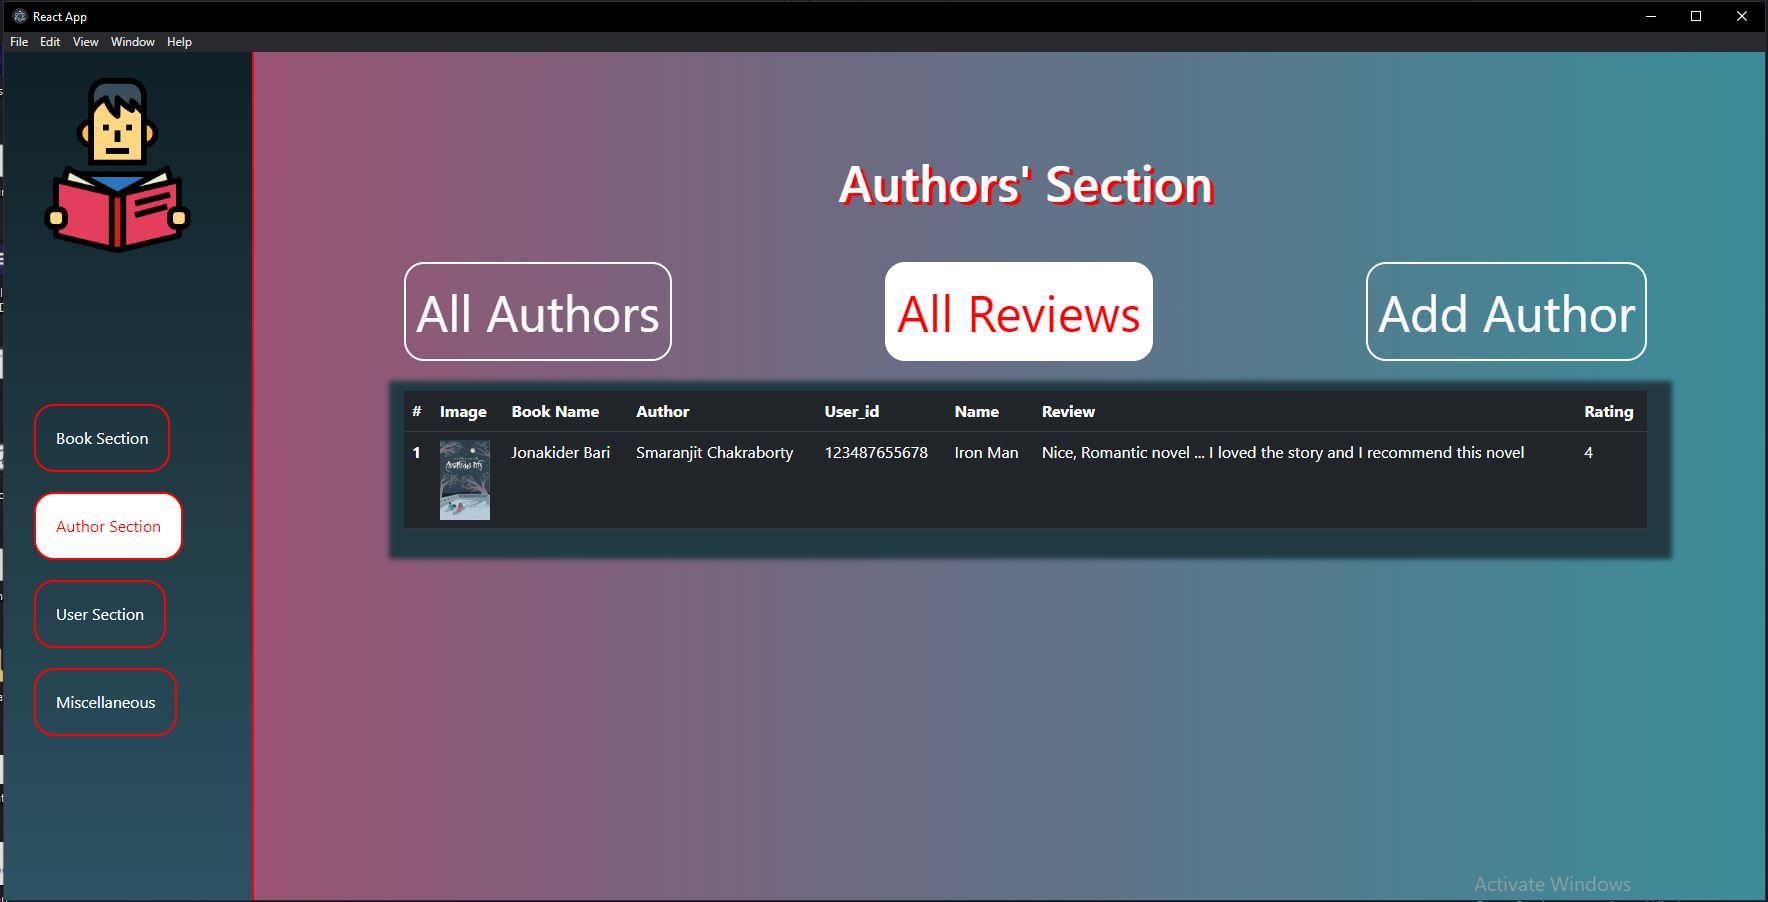 React App
File Edit View Window Help
Authors' Section
All Authors All Reviews Add Author
Book Section
Author Section
User Section
Miscellaneous
# Image Book Name Author User_id Name Review Rating
1 Jonakider Bari Smaranjit Chakraborty 123487655678 Iron Man Nice, Romantic novel ... I loved the story and I recommend this novel 4
Activate Windows